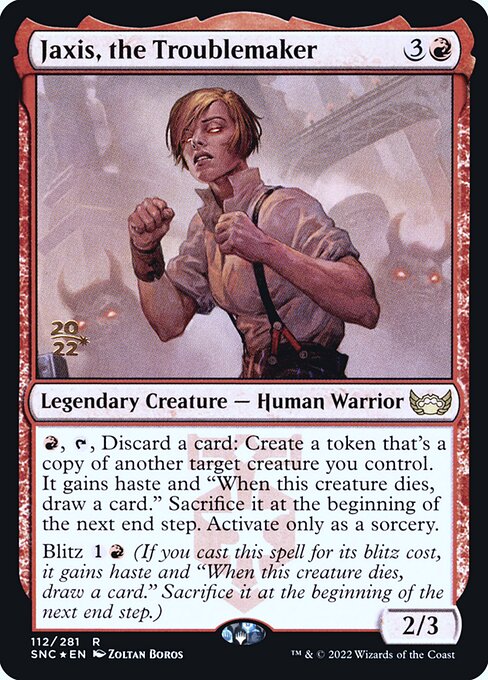 Jaxis, the Troublemaker 3
20
22
Legendary Creature — Human Warrior
, , Discard a card: Create a token that's a
copy of another target creature you control.
It gains haste and “When this creature dies,
draw a card.” Sacrifice it at the beginning of
the next end step. Activate only as a sorcery.
Blitz 1 (If you cast this spell for its blitz cost,
it gains haste and “When this creature dies,
draw a card.” Sacrifice it at the beginning of the
next end step.)
2/3
112/281 R
SNC★EN Zoltan Boros
™ & © 2022 Wizards of the Coast